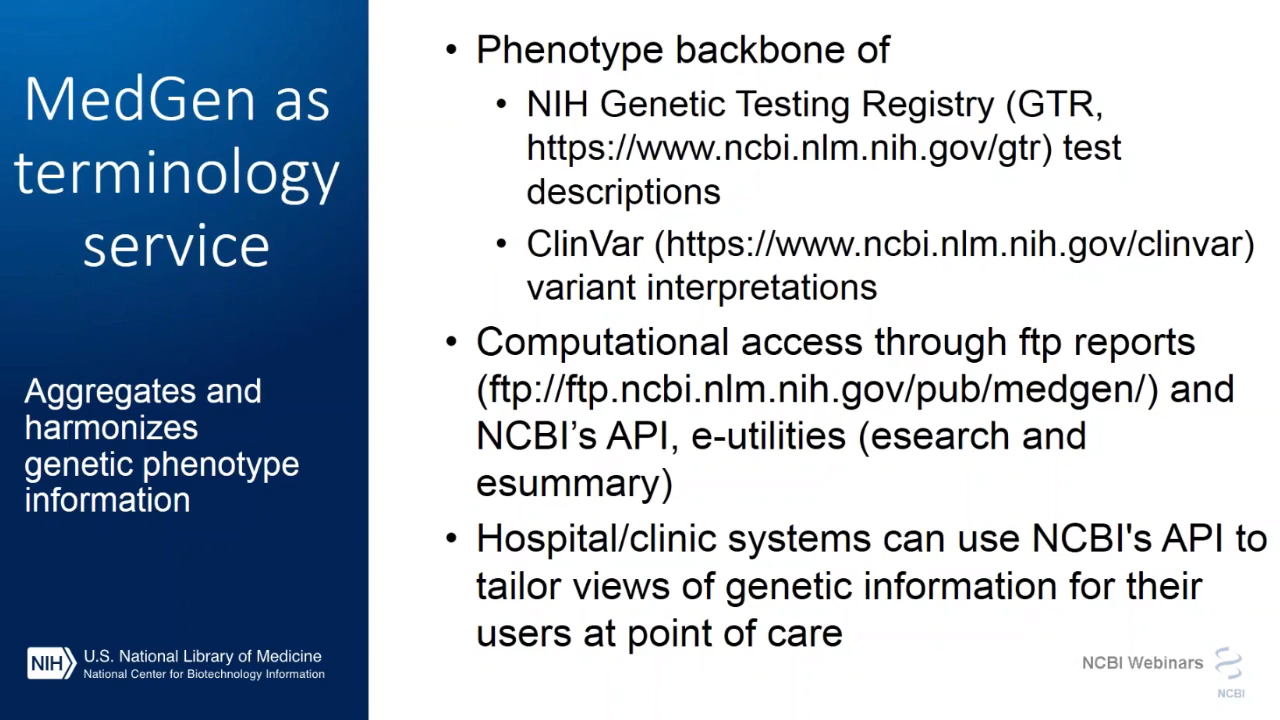 MedGen as
terminology
service
Aggregates and
harmonizes
genetic phenotype
information
NIH
U.S. National Library of Medicine
National Center for Biotechnology Information
• Phenotype backbone of
• NIH Genetic Testing Registry (GTR,
https://www.ncbi.nlm.nih.gov/gtr) test
descriptions
• ClinVar (https://www.ncbi.nlm.nih.gov/clinvar)
variant interpretations
• Computational access through ftp reports
(ftp://ftp.ncbi.nlm.nih.gov/pub/medgen/) and
NCBI’s API, e-utilities (esearch and
esummary)
• Hospital/clinic systems can use NCBI's API to
tailor views of genetic information for their
users at point of care
NCBI Webinars
NCBI